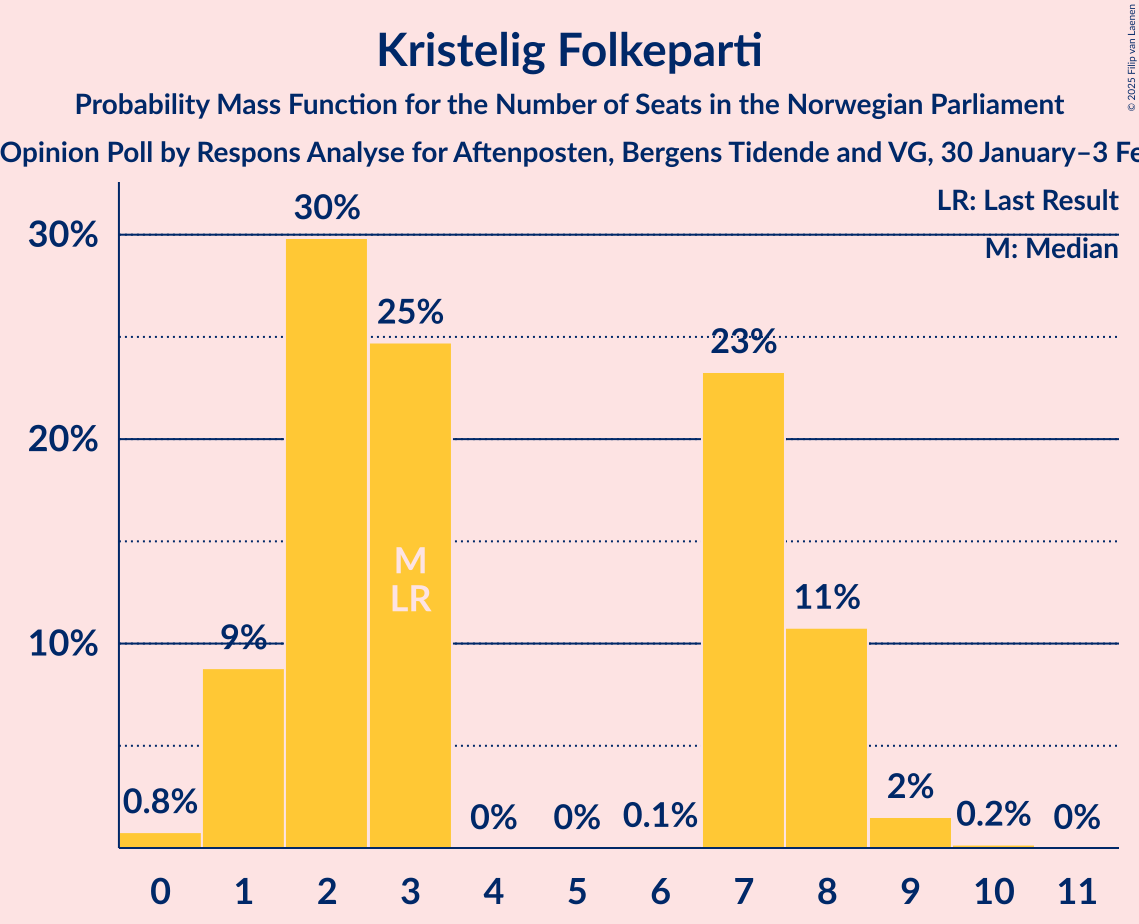 © 2025 Filip van Laenen
Kristelig Folkeparti
Probability Mass Function for the Number of Seats in the Norwegian Parliament
Opinion Poll by Respons Analyse for Aftenposten, Bergens Tidende and VG, 30 January–3 Fe
LR: Last Result
M: Median
30%
20%
10%
0.8%
9%
30%
25%
0%
0%
0.1%
23%
11%
2%
0.2%
0%
M
LR
0 1 2 3 4 5 6 7 8 9 10 11